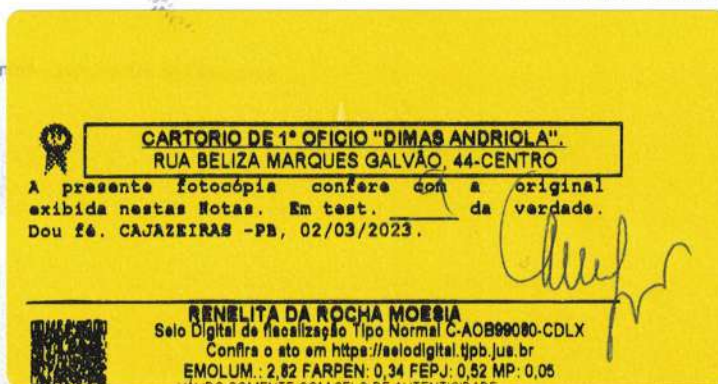 CARTORIO DE 1º OFICIO "DIMAS ANDRIOLA".
RUA BELIZA MARQUES GALVÃO, 44-CENTRO
A presente fotocópia confere com a original
exibida nestas Notas. Em test. da verdade.
Dou fé. CAJAZEIRAS -PB, 02/03/2023.
RENELITA DA ROCHA MOESIA
Selo Digital de fiscalização Tipo Normal C-AOB99080-CDLX
Confira o ato em https://selodigital.tjpb.jus.br
EMOLUM.: 2,82 FARPEN: 0,34 FEPJ: 0,52 MP: 0,05